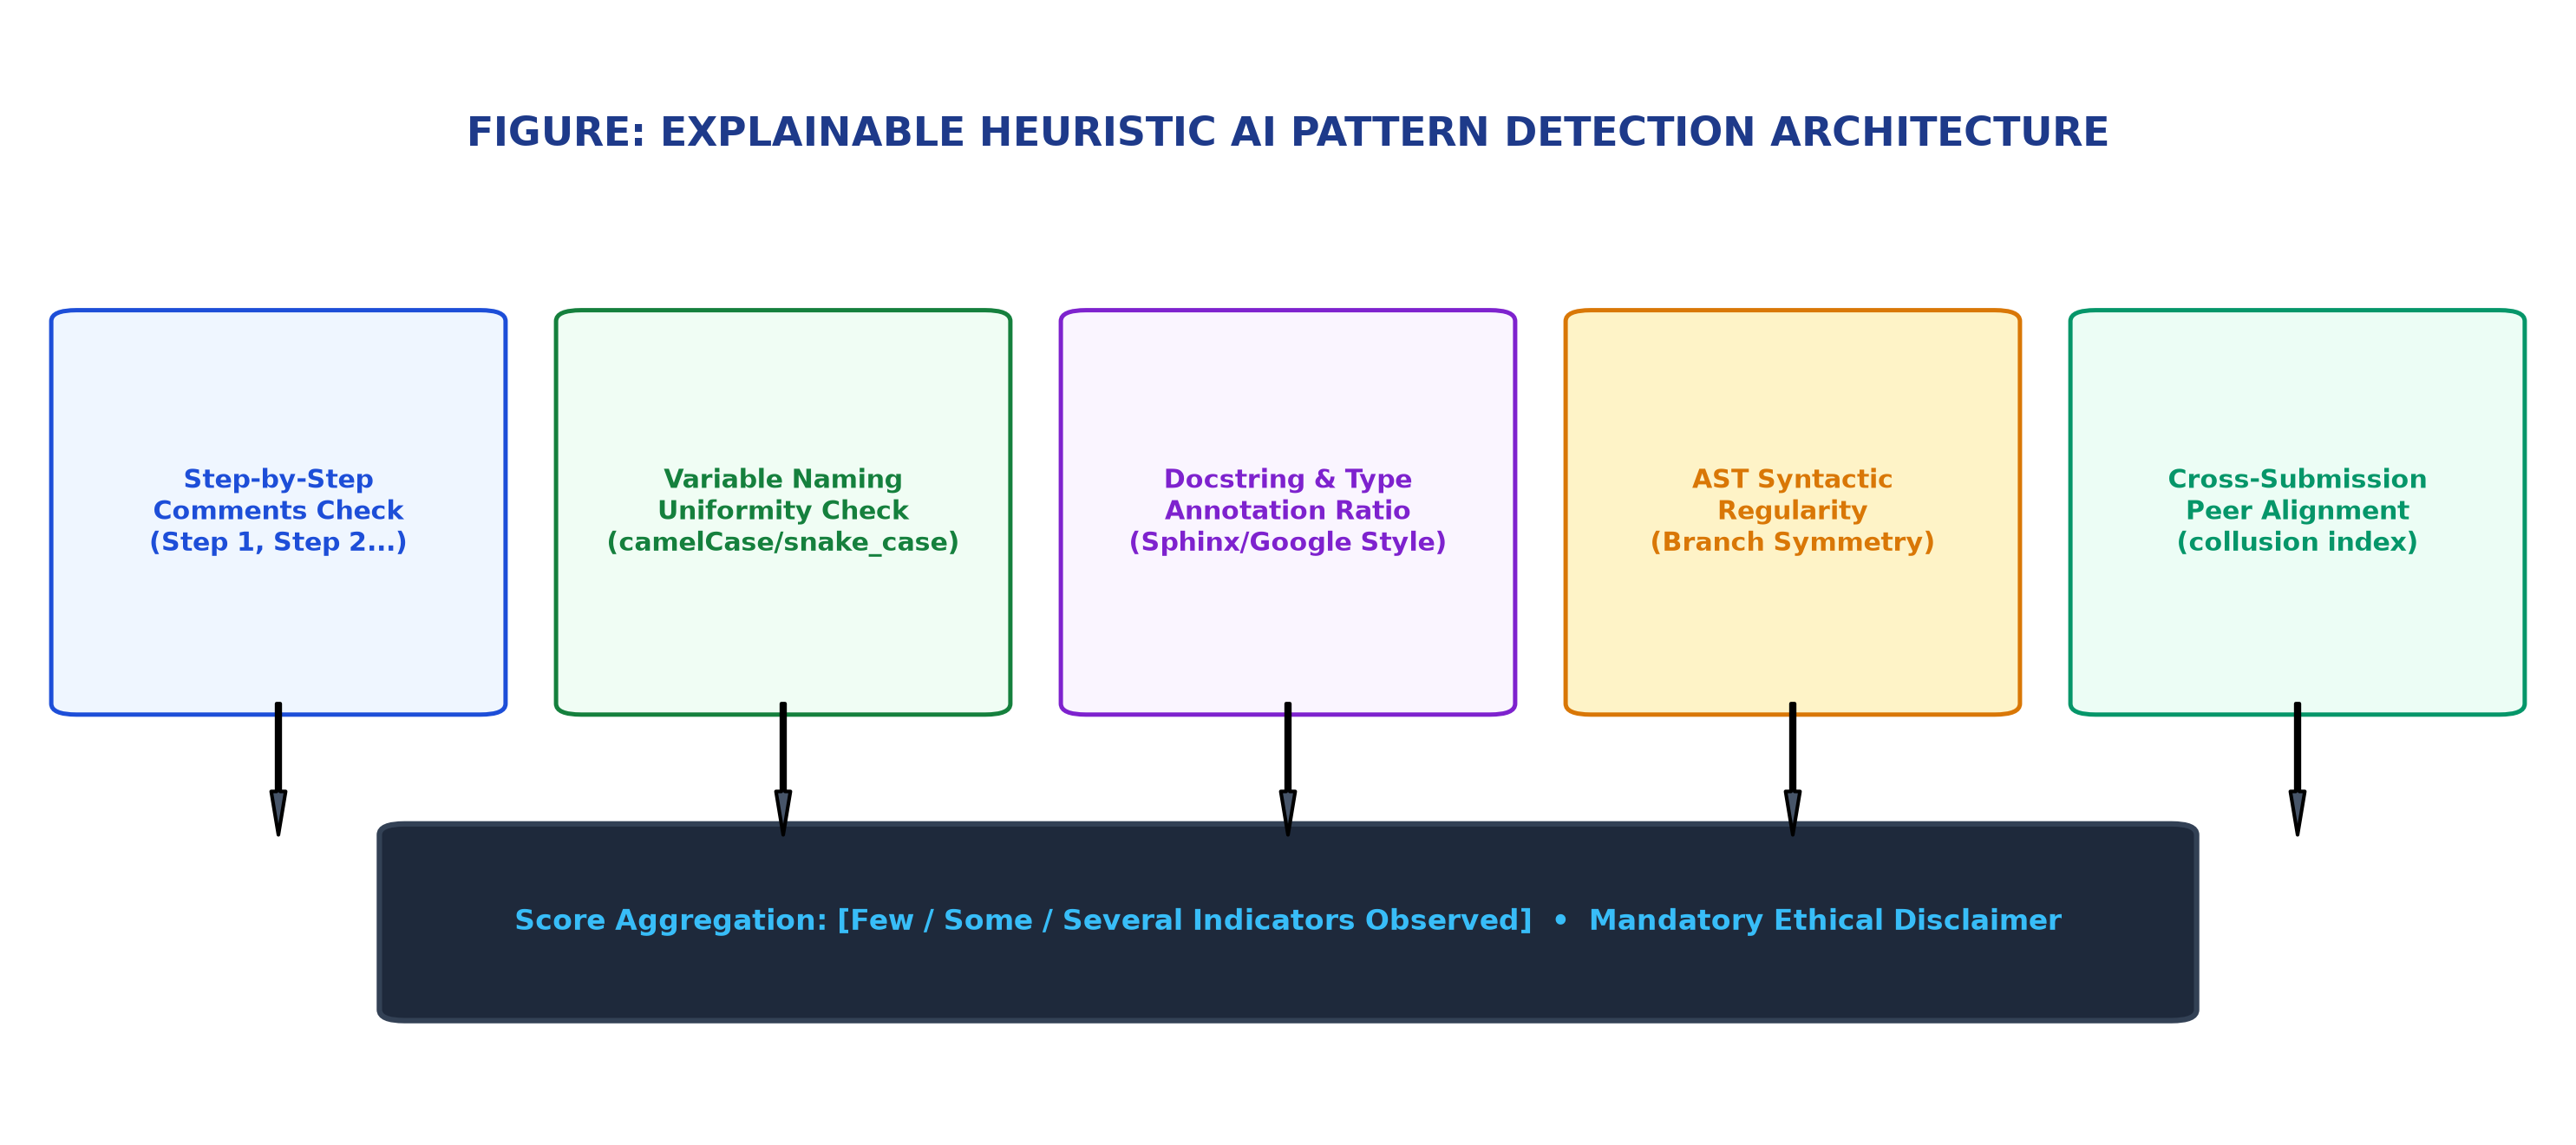 FIGURE: EXPLAINABLE HEURISTIC AI PATTERN DETECTION ARCHITECTURE
Step-by-Step
Comments Check
(Step 1, Step 2...)
Variable Naming
Uniformity Check
(camelCase/snake_case)
Docstring & Type
Annotation Ratio
(Sphinx/Google Style)
AST Syntactic
Regularity
(Branch Symmetry)
Cross-Submission
Peer Alignment
(collusion index)
Score Aggregation: [Few / Some / Several Indicators Observed] • Mandatory Ethical Disclaimer